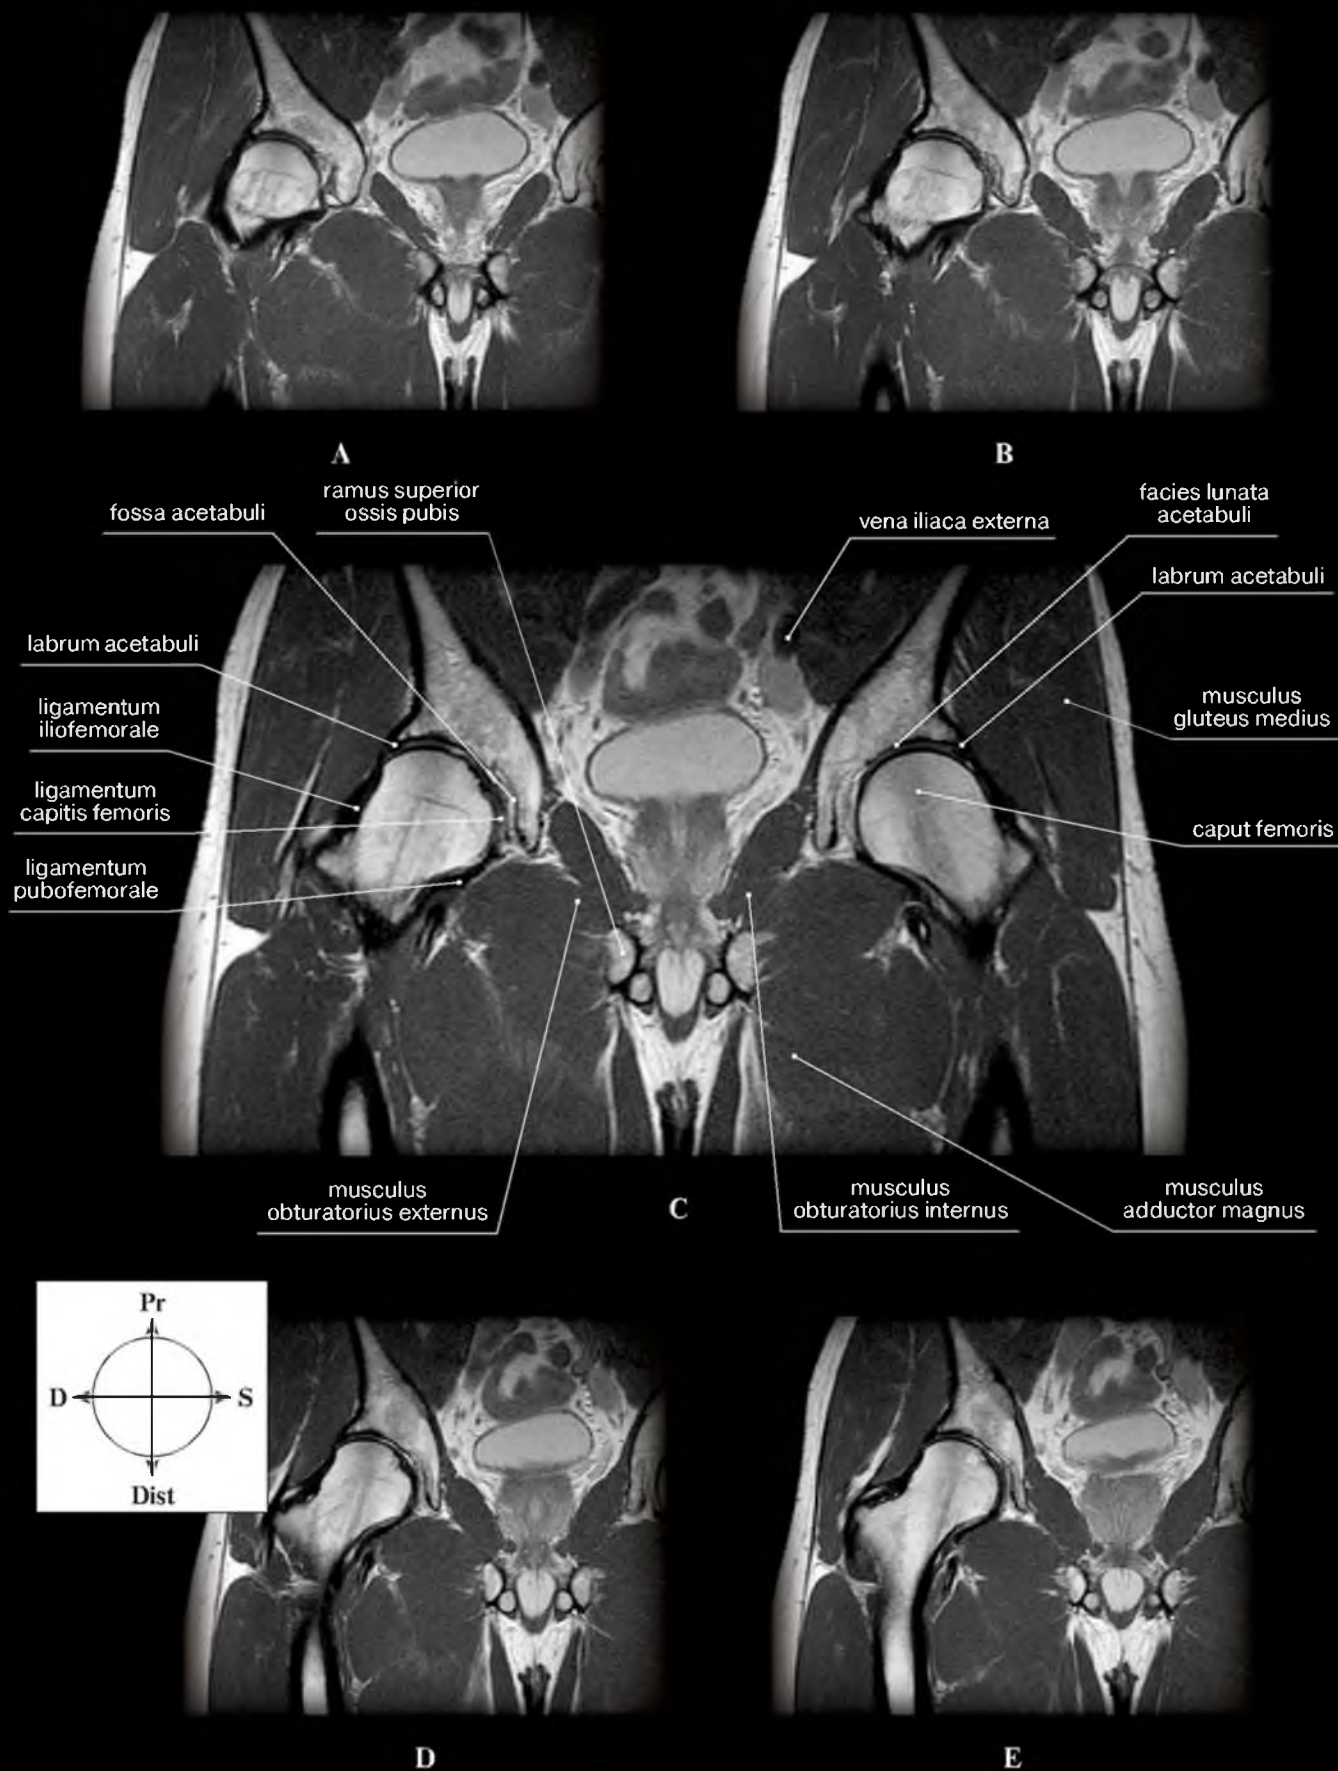 A
B
fossa acetabuli
ramus superior
ossis pubis
vena iliaca externa
facies lunata
acetabuli
labrum acetabuli
labrum acetabuli
ligamentum
iliofemorale
musculus
gluteus medius
ligamentum
capitis femoris
caput femoris
ligamentum
pubofemorale
musculus
obturatorius externus
C
musculus
obturatorius internus
musculus
adductor magnus
Pr
D
S
Dist
D
E